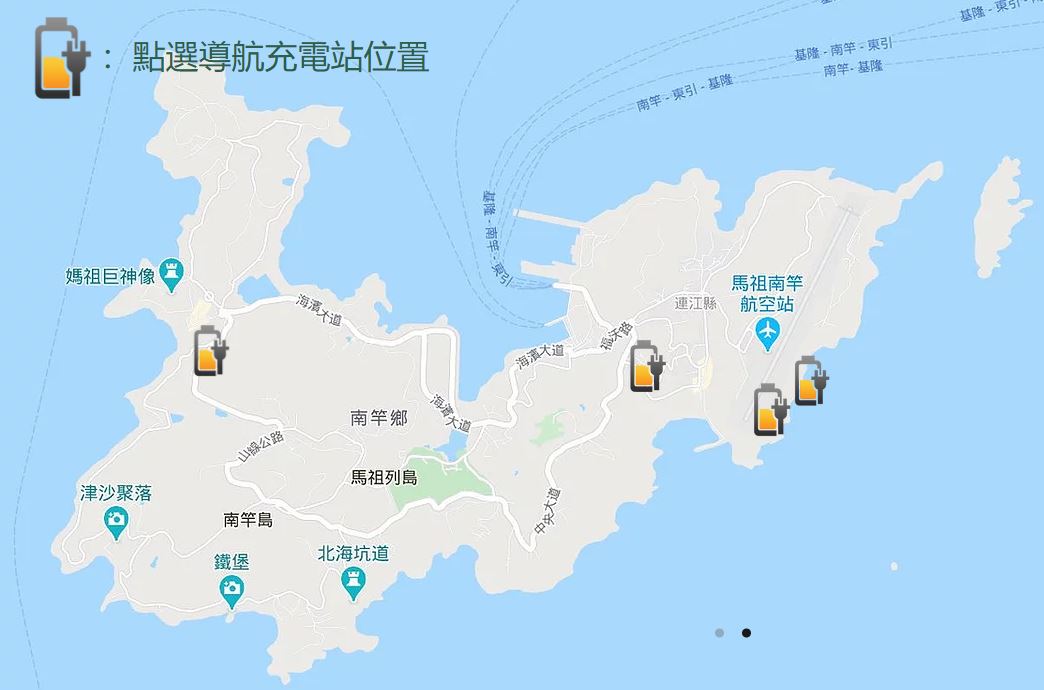 ：點選導航充電站位置
基隆 - 東引 -
基隆 - 南竿 - 東引
南竿 - 基隆
南竿 - 東引 - 基隆
基隆 - 南竿 - 東引
媽祖巨神像
馬祖南竿
航空站
連江縣
海濱大道
福沃路
海濱大道
海濱大道
南竿鄉
山線公路
馬祖列島
津沙聚落
中央大道
南竿島
北海坑道
鐵堡